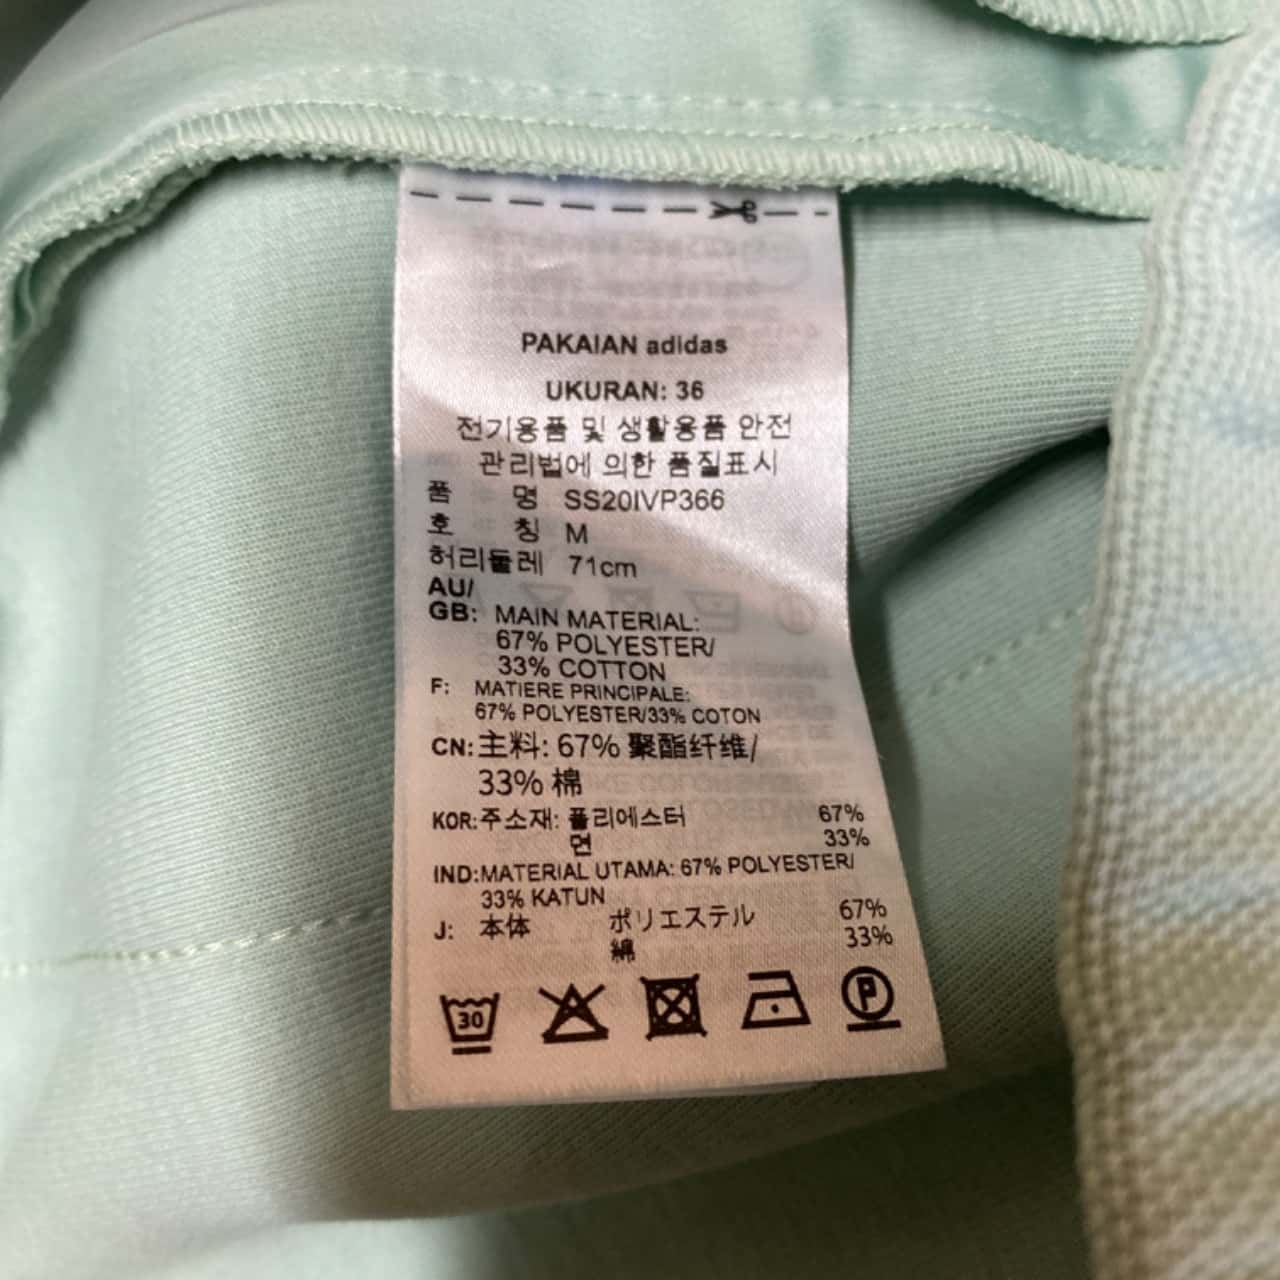 PAKAIAN adidas
UKURAN: 36
전기용품 및 생활용품 안전
관리법에 의한 품질표시
품 명 SS20IVP366
호 칭 M
허리둘레 71cm
AU/
GB: MAIN MATERIAL:
67% POLYESTER/
33% COTTON
F: MATIERE PRINCIPALE:
67% POLYESTER/33% COTON
CN: 主料: 67% 聚酯纤维/
33% 棉
KOR: 주소재: 폴리에스터 67%
면 33%
IND: MATERIAL UTAMA: 67% POLYESTER/
33% KATUN
J: 本体 ポリエステル 67%
綿 33%
30 P